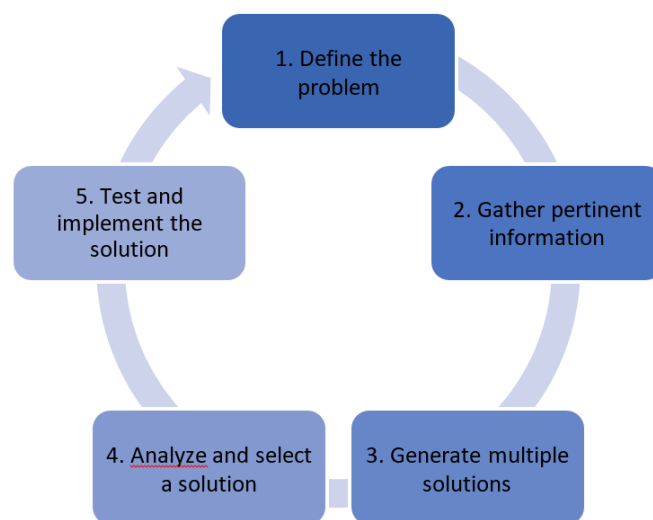 1. Define the
problem
2. Gather pertinent
information
3. Generate multiple
solutions
4. Analyze and select
a solution
5. Test and
implement the
solution